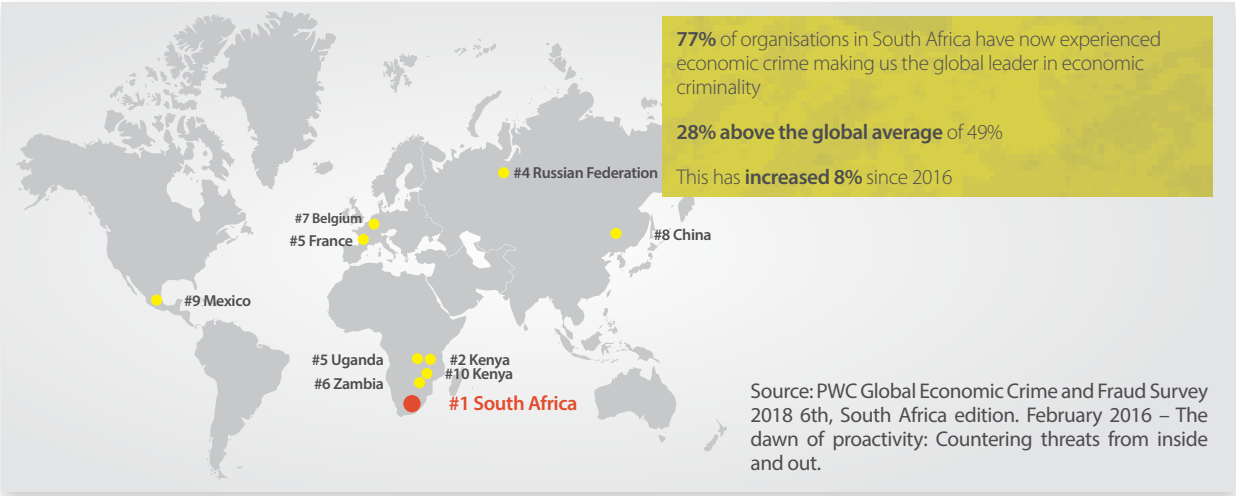 77% of organisations in South Africa have now experienced
economic crime making us the global leader in economic
criminality
28% above the global average of 49%
This has increased 8% since 2016
#4 Russian Federation
#7 Belgium
#5 France
#8 China
#9 Mexico
#5 Uganda
#2 Kenya
#10 Kenya
#6 Zambia
#1 South Africa
Source: PWC Global Economic Crime and Fraud Survey
2018 6th, South Africa edition. February 2016 – The
dawn of proactivity: Countering threats from inside
and out.